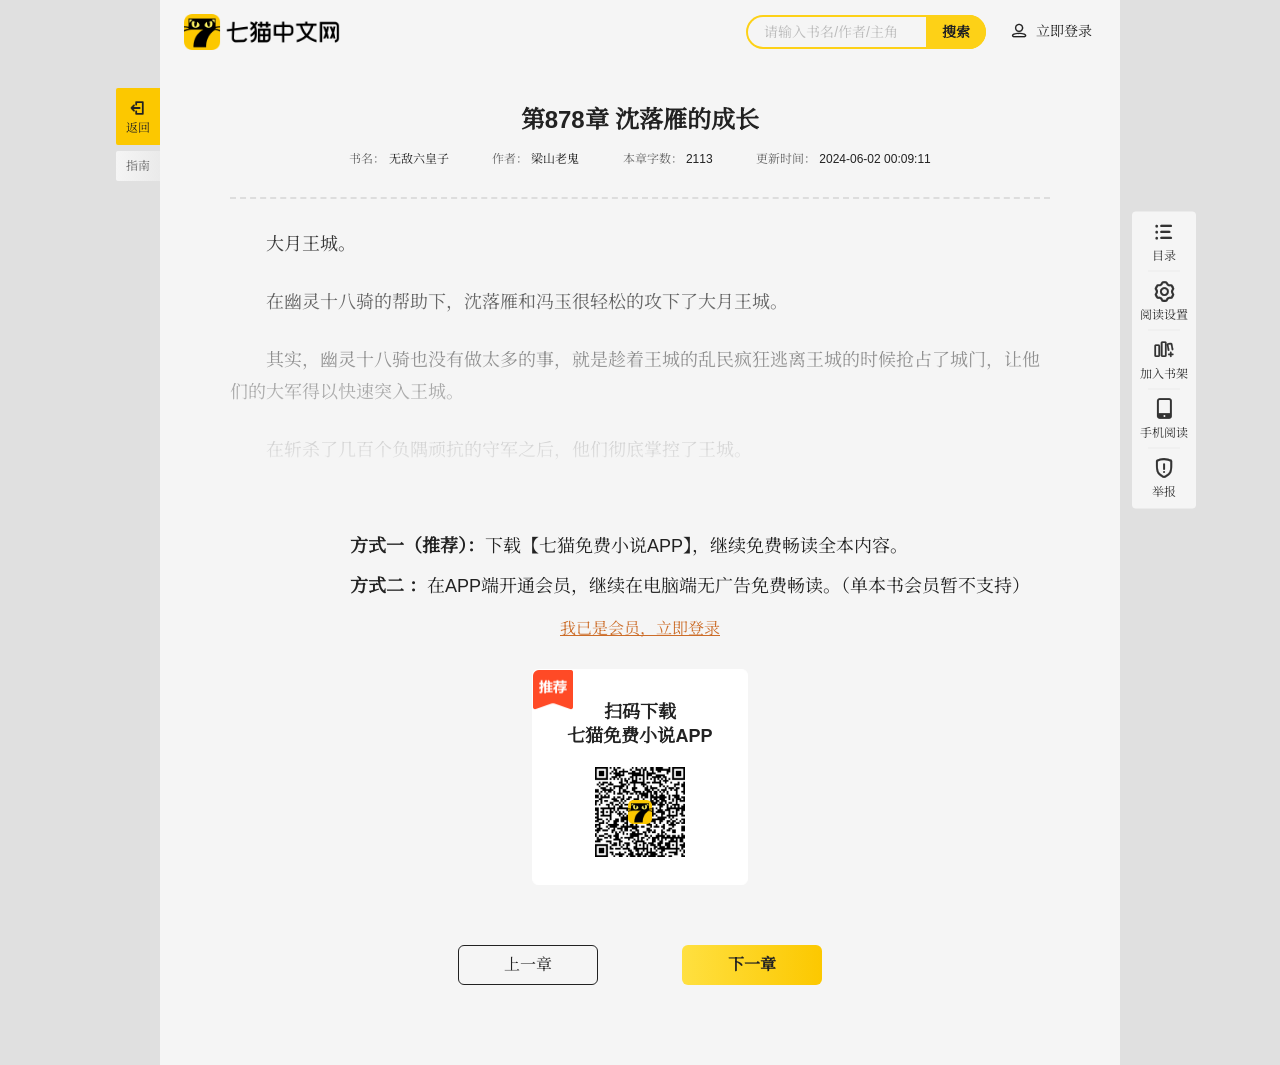 七猫中文网
请输入书名/作者/主角
搜索
立即登录
返回
指南
第878章 沈落雁的成长
书名： 无敌六皇子 作者： 梁山老鬼 本章字数： 2113 更新时间： 2024-06-02 00:09:11
大月王城。
在幽灵十八骑的帮助下，沈落雁和冯玉很轻松的攻下了大月王城。
其实，幽灵十八骑也没有做太多的事，就是趁着王城的乱民疯狂逃离王城的时候抢占了城门，让他
们的大军得以快速突入王城。
在斩杀了几百个负隅顽抗的守军之后，他们彻底掌控了王城。
目录
阅读设置
加入书架
手机阅读
举报
方式一（推荐）：下载【七猫免费小说APP】，继续免费畅读全本内容。
方式二 ： 在APP端开通会员，继续在电脑端无广告免费畅读。（单本书会员暂不支持）
我已是会员，立即登录
推荐
扫码下载
七猫免费小说APP
上一章
下一章